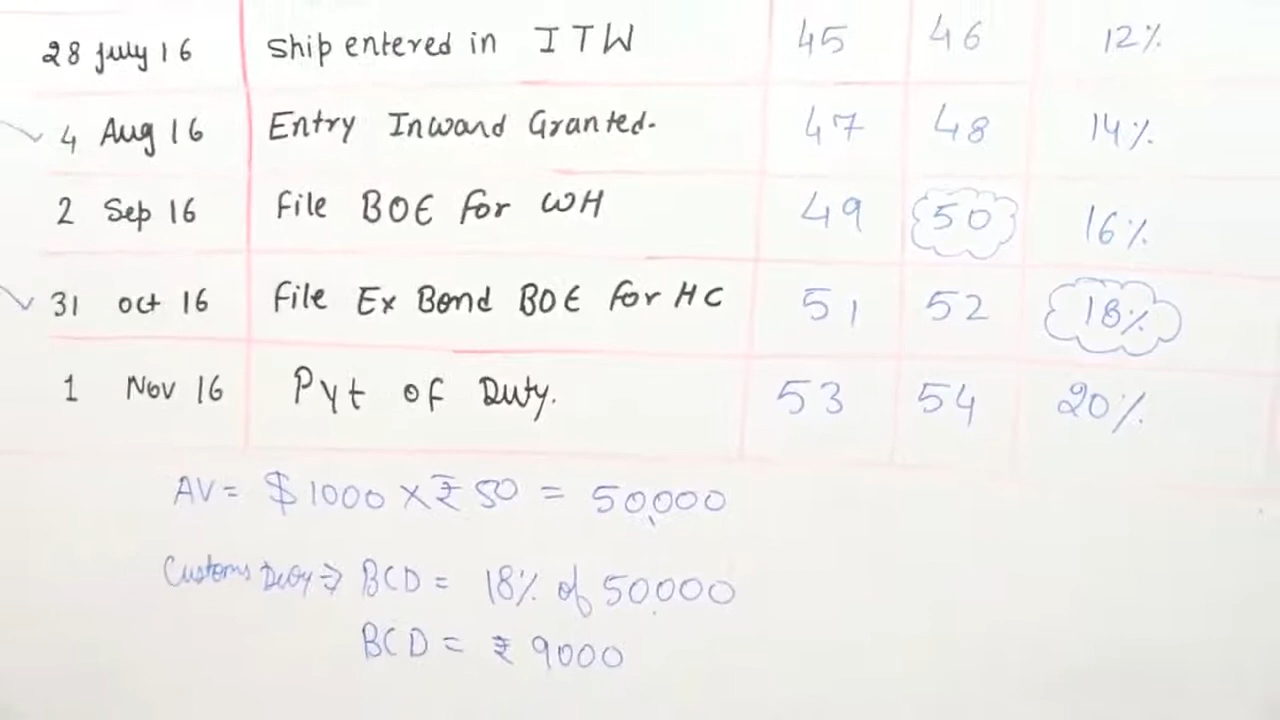 28 July 16 Ship entered in ITW 45 46 12%
4 Aug 16 Entry Inward Granted. 47 48 14%
2 Sep 16 File BOE for WH 49 50 16%
31 Oct 16 File Ex Bond BOE for HC 51 52 18%
1 Nov 16 Pyt of Duty. 53 54 20%
AV = $1000 × ₹ 50 = 50,000
Customs Duty ⇒ BCD = 18% of 50,000
BCD = ₹ 9000